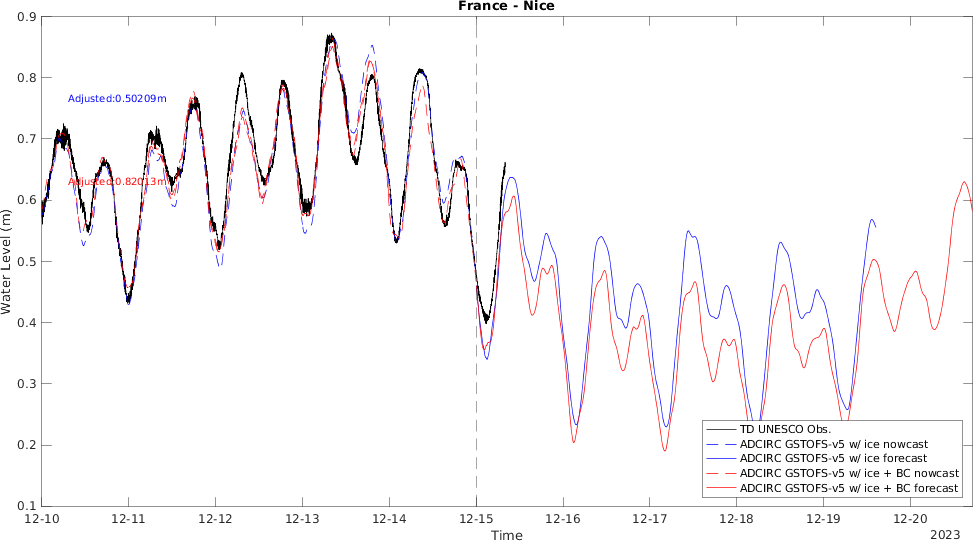 France - Nice
0.9
0.8
0.7
0.6
0.5
0.4
0.3
0.2
0.1
Water Level (m)
Adjusted:0.50209m
Adjusted:0.82013m
TD UNESCO Obs.
ADCIRC GSTOFS-v5 w/ ice nowcast
ADCIRC GSTOFS-v5 w/ ice forecast
ADCIRC GSTOFS-v5 w/ ice + BC nowcast
ADCIRC GSTOFS-v5 w/ ice + BC forecast
12-10 12-11 12-12 12-13 12-14 12-15 12-16 12-17 12-18 12-19 12-20
Time
2023